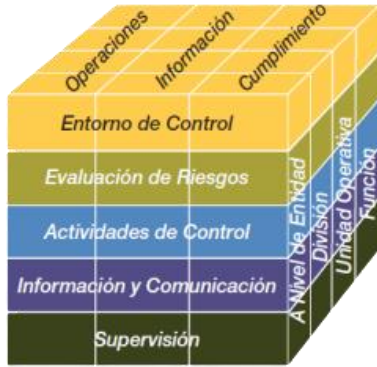 Operaciones
Información
Cumplimiento
Entorno de Control
Evaluación de Riesgos
Actividades de Control
Información y Comunicación
Supervisión
A Nivel de Entidad
División
Unidad Operativa
Función